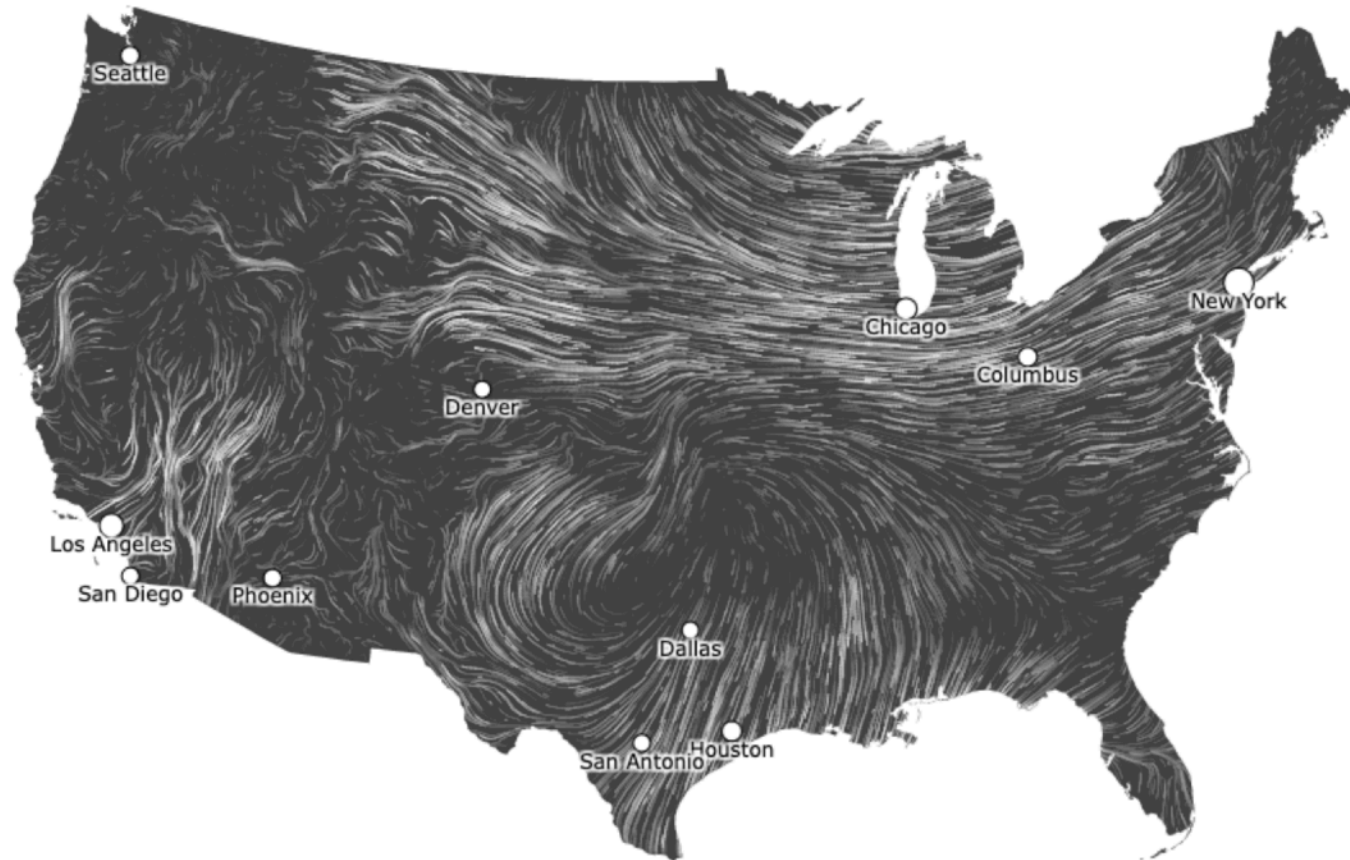 Seattle
New York
Chicago
Columbus
Denver
Los Angeles
San Diego
Phoenix
Dallas
Houston
San Antonio